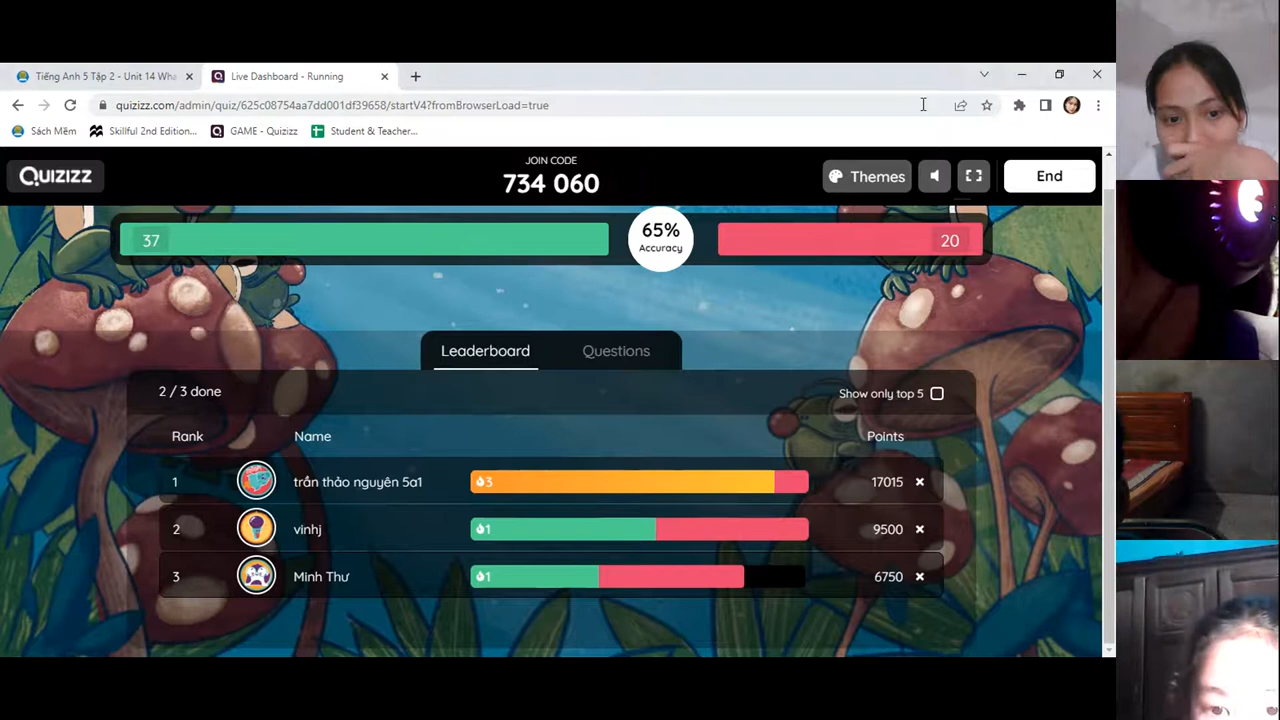 Tiếng Anh 5 Tập 2 - Unit 14 Wha
Live Dashboard - Running
quizizz.com/admin/quiz/625c08754aa7dd001df39658/startV4?fromBrowserLoad=true
Sách Mềm
Skillful 2nd Edition...
GAME - Quizizz
Student & Teacher...
Quizizz
JOIN CODE
734 060
Themes
End
37
65%
Accuracy
20
Leaderboard
Questions
2 / 3 done
Show only top 5
Rank Name Points
1 trần thảo nguyên 5a1 3 17015
2 vinhj 1 9500
3 Minh Thư 1 6750